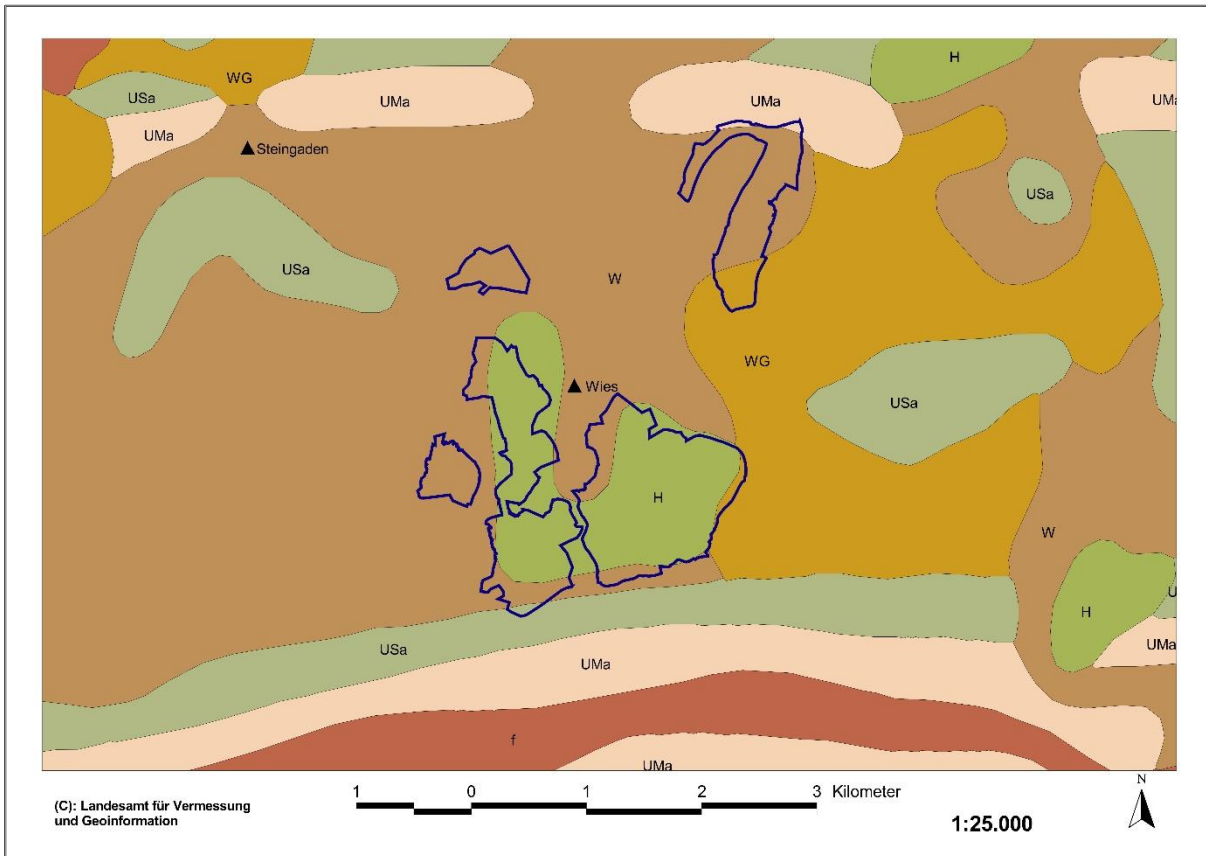 WG
H
USa
UMa
UMa
UMa
UMa
▲ Steingaden
USa
USa
W
WG
▲ Wies
USa
H
W
H
U
USa
UMa
UMa
f
UMa
1 0 1 2 3 Kilometer
N
(C): Landesamt für Vermessung
und Geoinformation
1:25.000